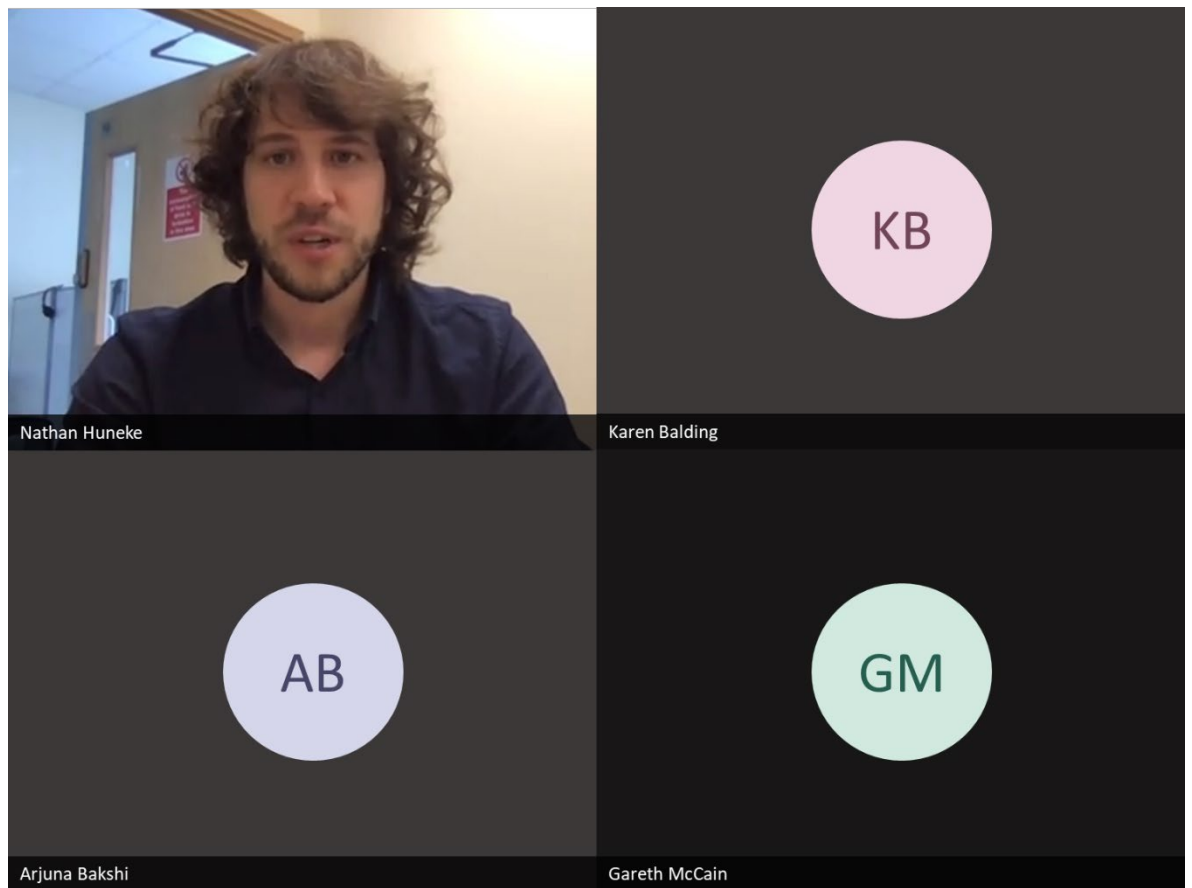 KB
Nathan Huneke
Karen Balding
AB
GM
Arjuna Bakshi
Gareth McCain